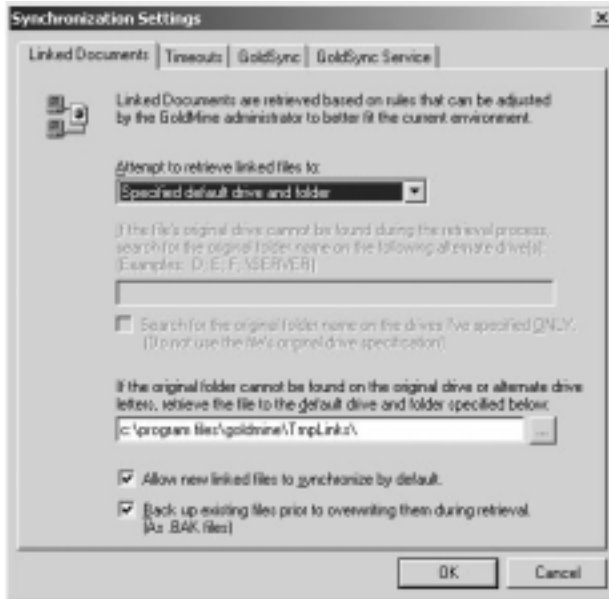 Synchronization Settings
Linked Documents Timeouts GoldSync GoldSync Service
Linked Documents are retrieved based on rules that can be adjusted
by the GoldMine administrator to better fit the current environment.
Attempt to retrieve linked files to:
Specified default drive and folder
If the file's original drive cannot be found during the retrieval process,
search for the original folder name on the following alternate drive(s):
(Examples: D; E; F; \SERVER)
Search for the original folder name on the drives I've specified ONLY.
(Do not use the file's original drive specification).
If the original folder cannot be found on the original drive or alternate drive
letters, retrieve the file to the default drive and folder specified below:
c:\program files\goldmine\TmpLinks\
...
Allow new linked files to synchronize by default.
Back up existing files prior to overwriting them during retrieval.
(As .BAK files)
OK Cancel